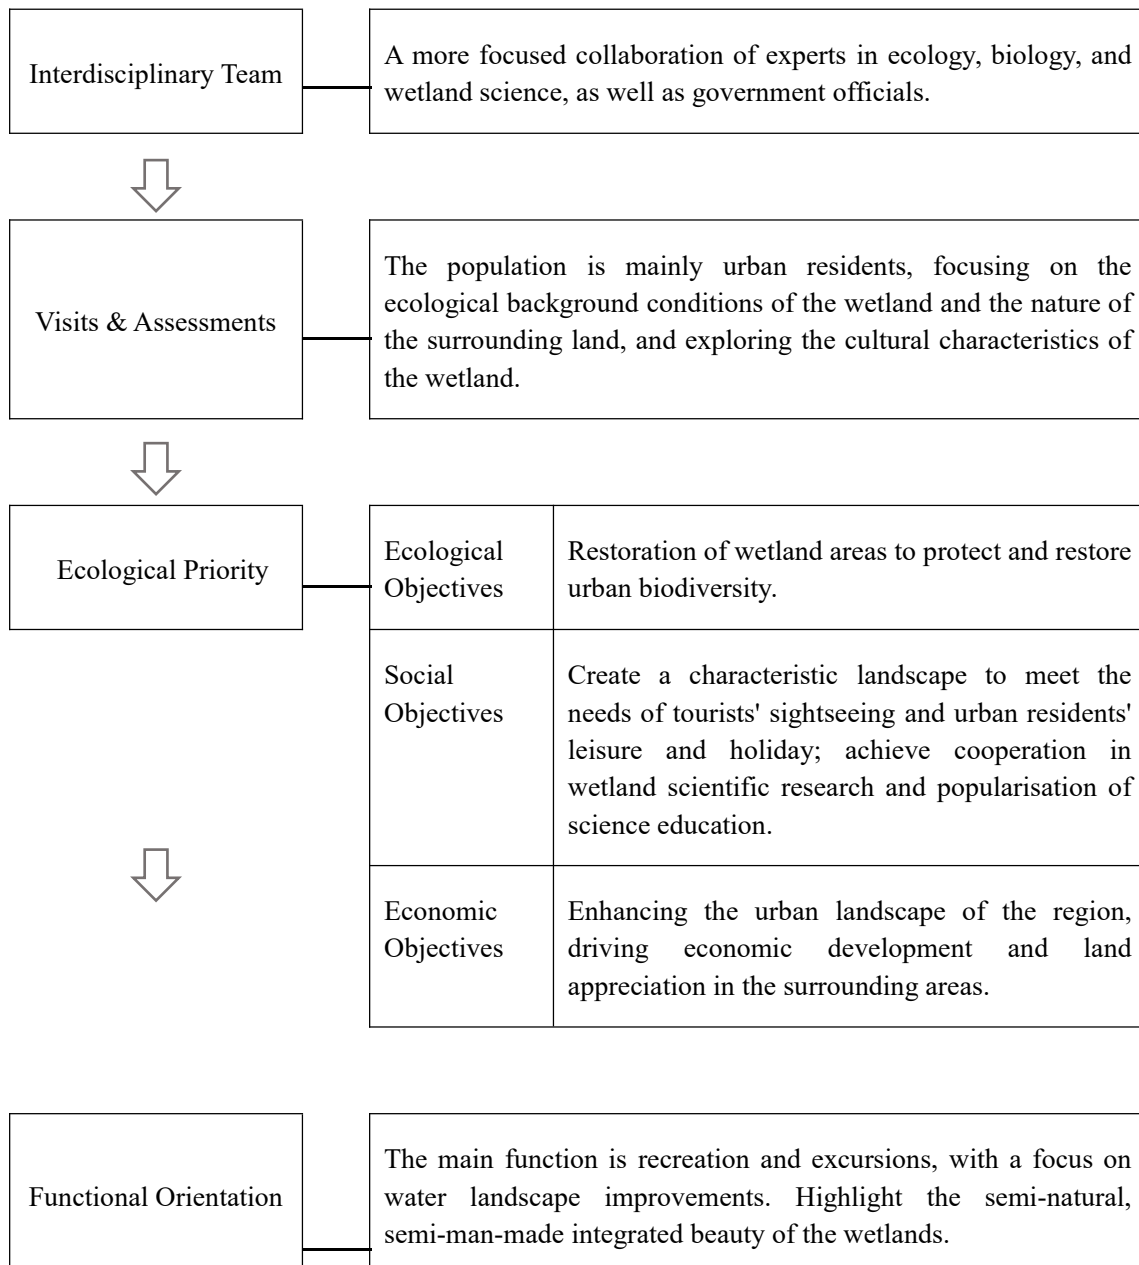 Interdisciplinary Team
A more focused collaboration of experts in ecology, biology, and
wetland science, as well as government officials.
Visits & Assessments
The population is mainly urban residents, focusing on the
ecological background conditions of the wetland and the nature of
the surrounding land, and exploring the cultural characteristics of
the wetland.
Ecological Priority
Ecological
Objectives
Restoration of wetland areas to protect and restore
urban biodiversity.
Social
Objectives
Create a characteristic landscape to meet the
needs of tourists' sightseeing and urban residents'
leisure and holiday; achieve cooperation in
wetland scientific research and popularisation of
science education.
Economic
Objectives
Enhancing the urban landscape of the region,
driving economic development and land
appreciation in the surrounding areas.
Functional Orientation
The main function is recreation and excursions, with a focus on
water landscape improvements. Highlight the semi-natural,
semi-man-made integrated beauty of the wetlands.